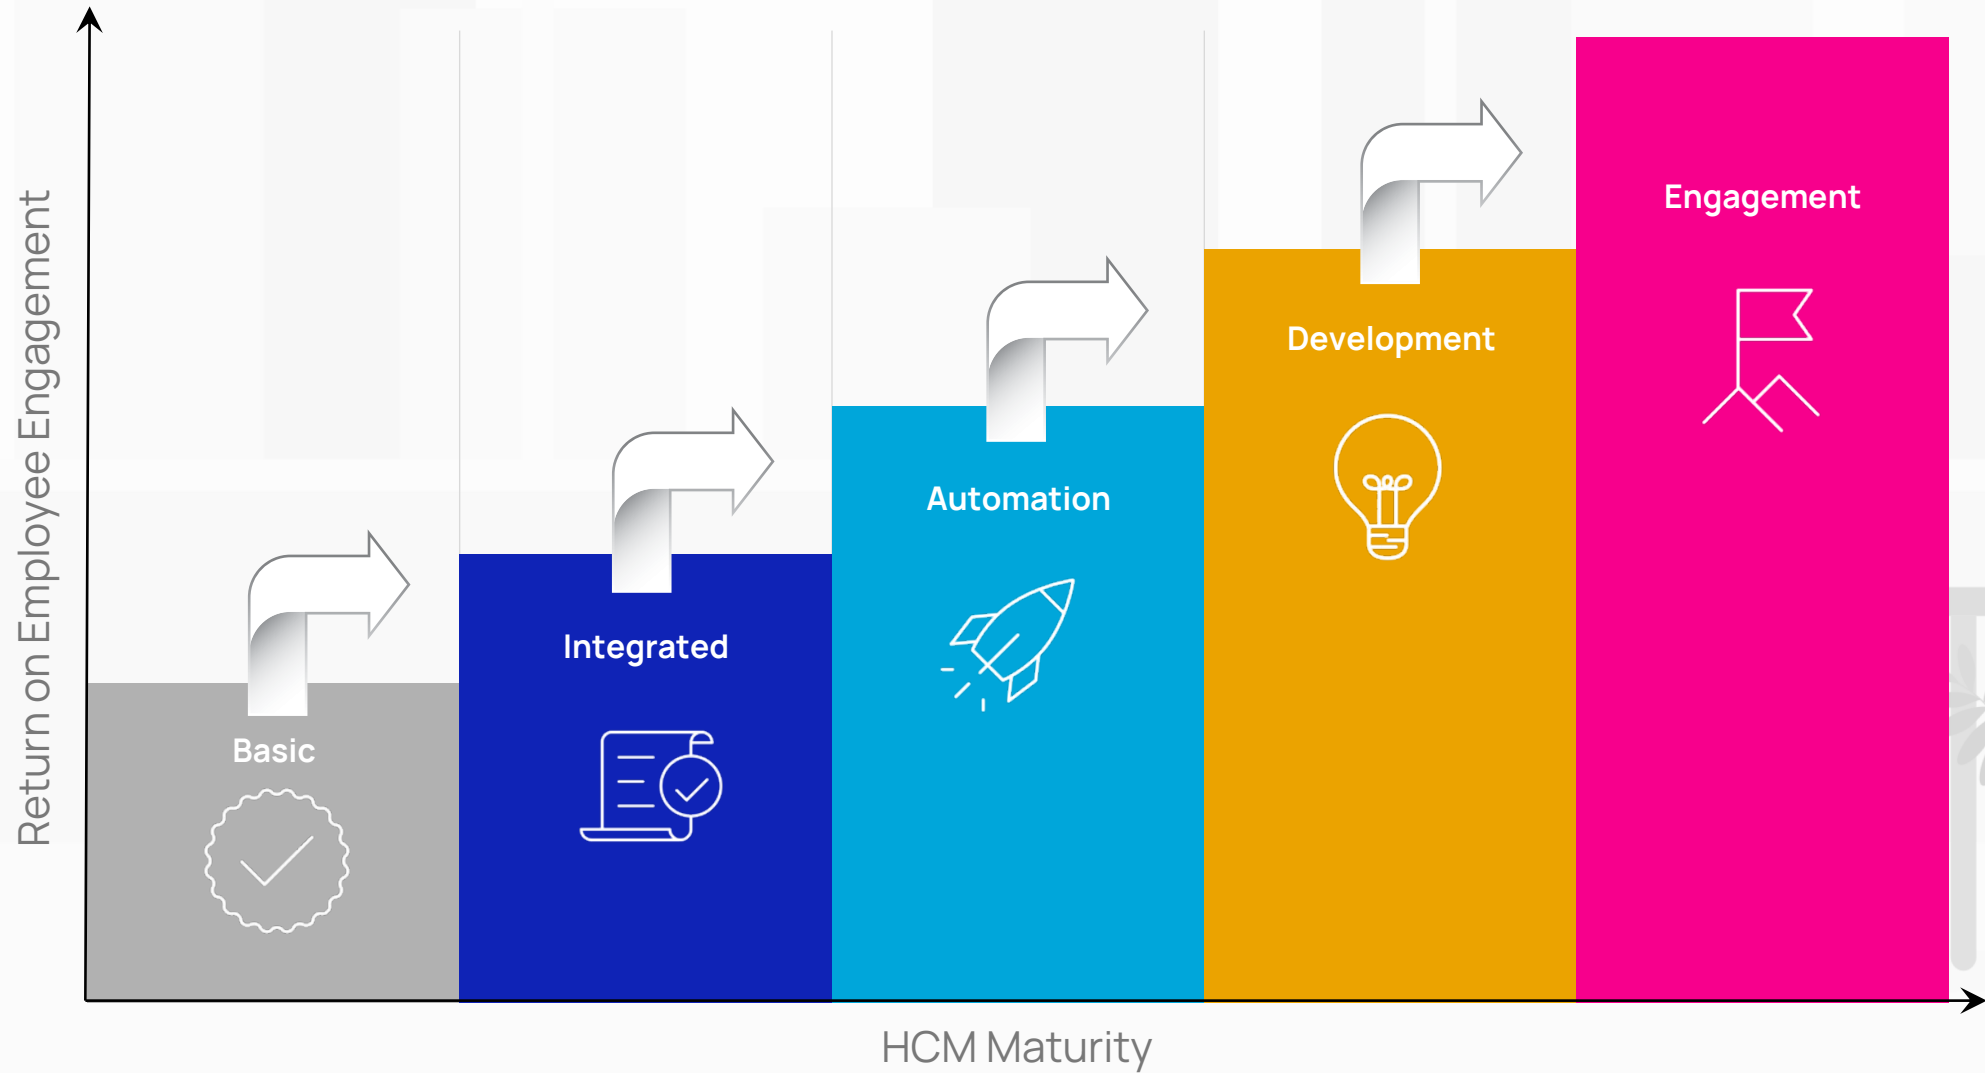 Return on Employee Engagement
Basic
Integrated
Automation
Development
Engagement
HCM Maturity